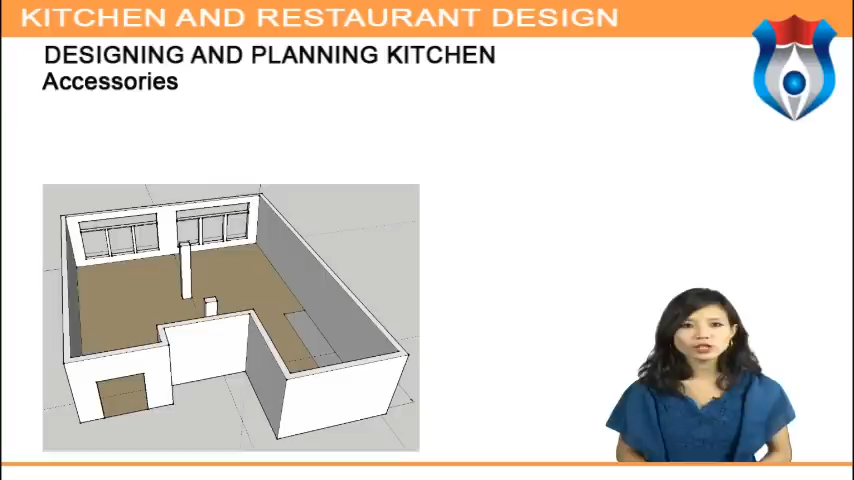 KITCHEN AND RESTAURANT DESIGN
DESIGNING AND PLANNING KITCHEN
Accessories